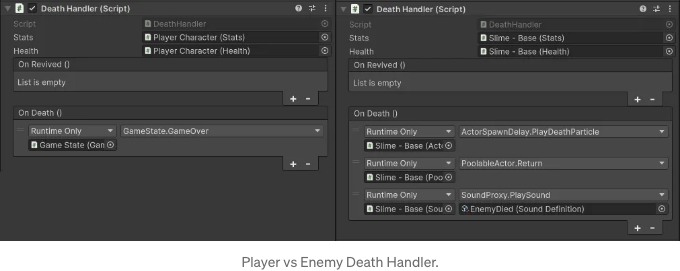 Death Handler (Script)
Script DeathHandler
Stats Player Character (Stats)
Health Player Character (Health)
On Revived ()
List is empty
+ -
On Death ()
Runtime Only GameState.GameOver
Game State (Gam
+ -
Death Handler (Script)
Script DeathHandler
Stats Slime - Base (Stats)
Health Slime - Base (Health)
On Revived ()
List is empty
+ -
On Death ()
Runtime Only ActorSpawnDelay.PlayDeathParticle
Slime - Base (Acto
Runtime Only PoolableActor.Return
Slime - Base (Poo
Runtime Only SoundProxy.PlaySound
Slime - Base (Sou EnemyDied (Sound Definition)
+ -
Player vs Enemy Death Handler.